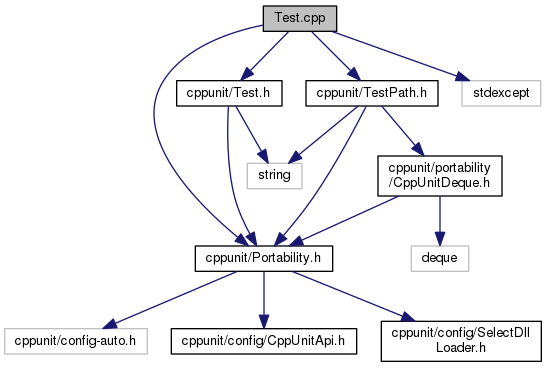 Test.cpp
cppunit/Test.h
cppunit/TestPath.h
stdexcept
string
cppunit/portability
/CppUnitDeque.h
cppunit/Portability.h
deque
cppunit/config-auto.h
cppunit/config/CppUnitApi.h
cppunit/config/SelectDll
Loader.h